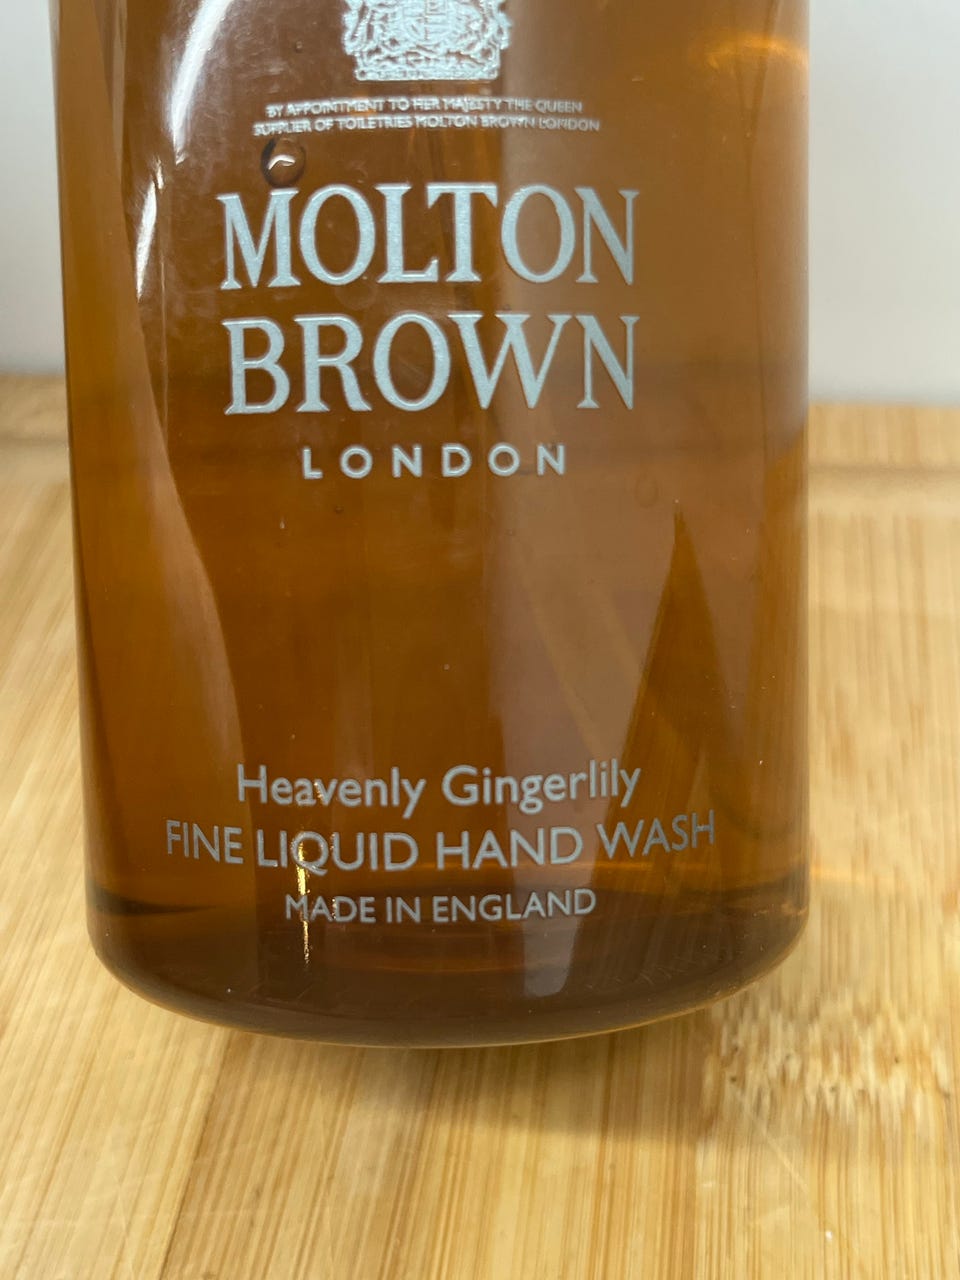 BY APPOINTMENT TO HER MAJESTY THE QUEEN
SUPPLIER OF TOILETRIES MOLTON BROWN LONDON
MOLTON
BROWN
LONDON
Heavenly Gingerlily
FINE LIQUID HAND WASH
MADE IN ENGLAND